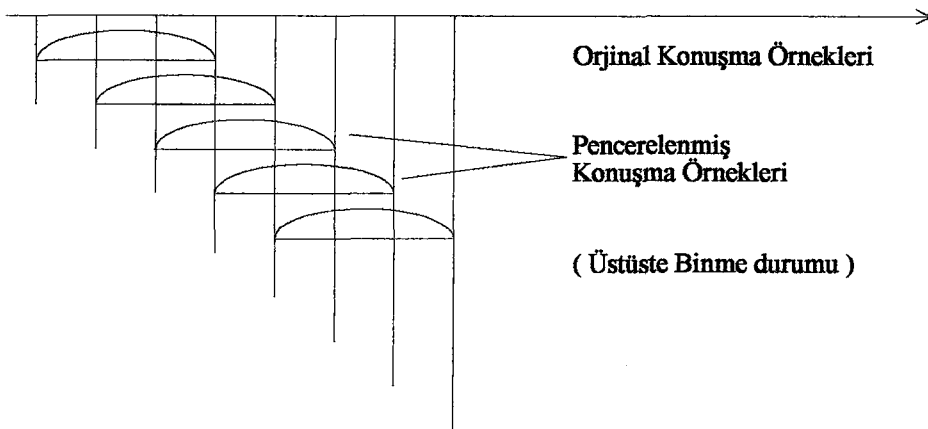 Orjinal Konuşma Örnekleri
Pencerelenmiş
Konuşma Örnekleri
( Üstüste Binme durumu )